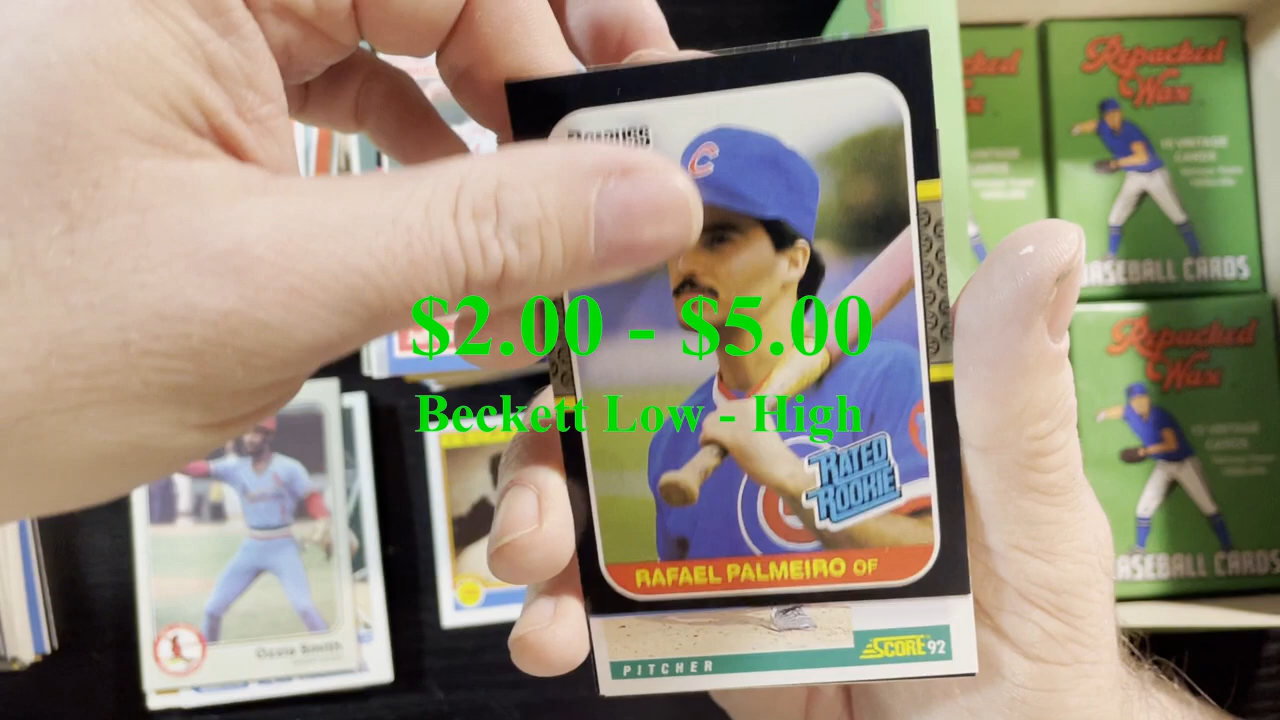 Repacked
Wax
BASEBALL CARDS
$2.00 - $5.00
Beckett Low - High
RATED
ROOKIE
RAFAEL PALMEIRO OF
PITCHER
SCORE 92
Ozzie Smith
Repacked
Wax
BASEBALL CARDS